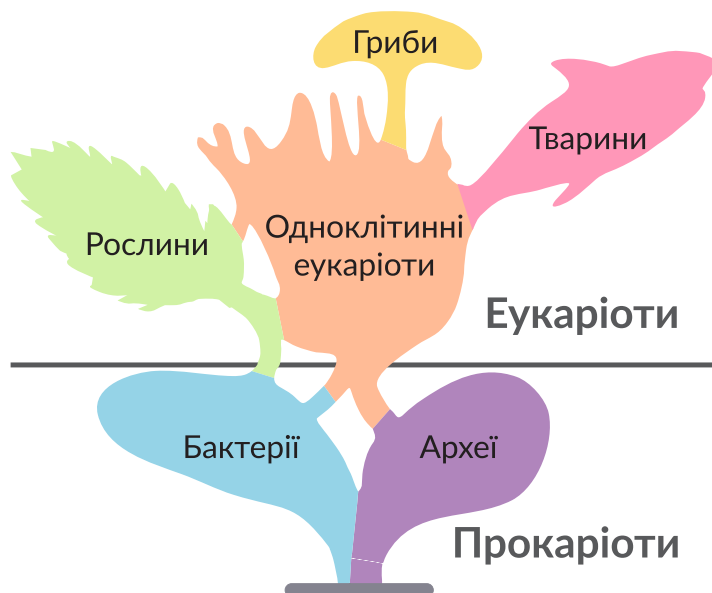 Гриби
Тварини
Рослини
Одноклітинні
еукаріоти
Еукаріоти
Бактерії
Археї
Прокаріоти